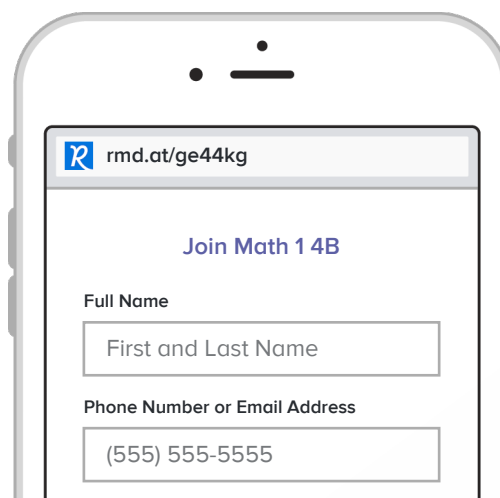 rmd.at/ge44kg
Join Math 1 4B
Full Name
First and Last Name
Phone Number or Email Address
(555) 555-5555